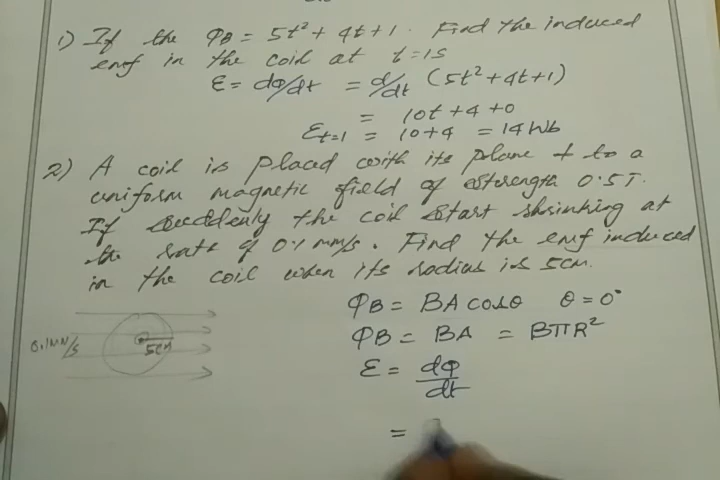 1) If the φB = 5t² + 4t + 1. Find the induced
emf in the coil at t = 1s
ε = dφ/dt = d/dt (5t² + 4t + 1)
= 10t + 4 + 0
εt=1 = 10 + 4 = 14 Wb
2) A coil is placed with its plane ⊥ to a
uniform magnetic field of strength 0.5T.
If suddenly the coil start shrinking at
the rate of 0.1 mm/s. Find the emf induced
in the coil when its radius is 5cm.
φB = BA cosθ θ = 0°
φB = BA = BπR²
0.1MM/s
5CM
ε = dφ/dt
=